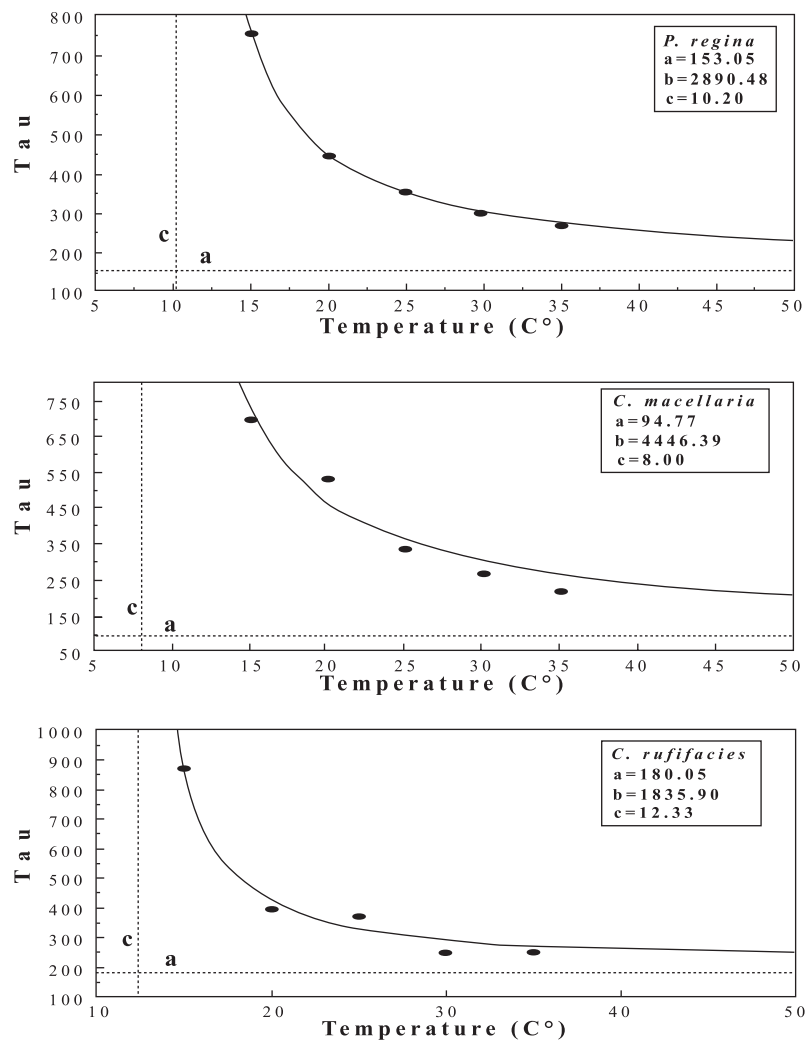 800
700
600
500
400
300
200
100
Tau
P. regina
a=153.05
b=2890.48
c=10.20
c
a
5 10 15 20 25 30 35 40 45 50
Temperature (C°)
750
650
550
450
350
250
150
50
Tau
C. macellaria
a=94.77
b=4446.39
c=8.00
c
a
5 10 15 20 25 30 35 40 45 50
Temperature (C°)
1000
900
800
700
600
500
400
300
200
100
Tau
C. rufifacies
a=180.05
b=1835.90
c=12.33
c
a
10 20 30 40 50
Temperature (C°)